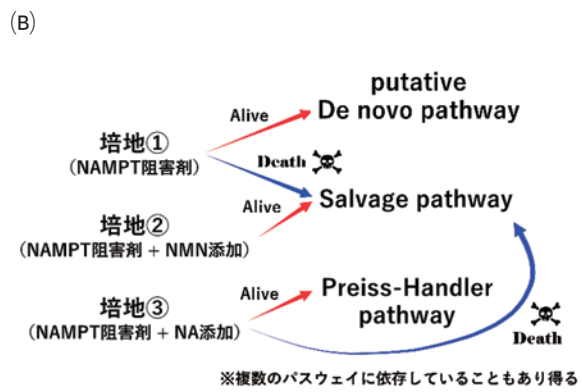 (B)
putative
De novo pathway
Alive
培地①
(NAMPT阻害剤)
Death
Alive
Salvage pathway
培地②
(NAMPT阻害剤 + NMN添加)
Alive
Preiss-Handler
pathway
培地③
(NAMPT阻害剤 + NA添加)
Death
※複数のパスウェイに依存していることもあり得る